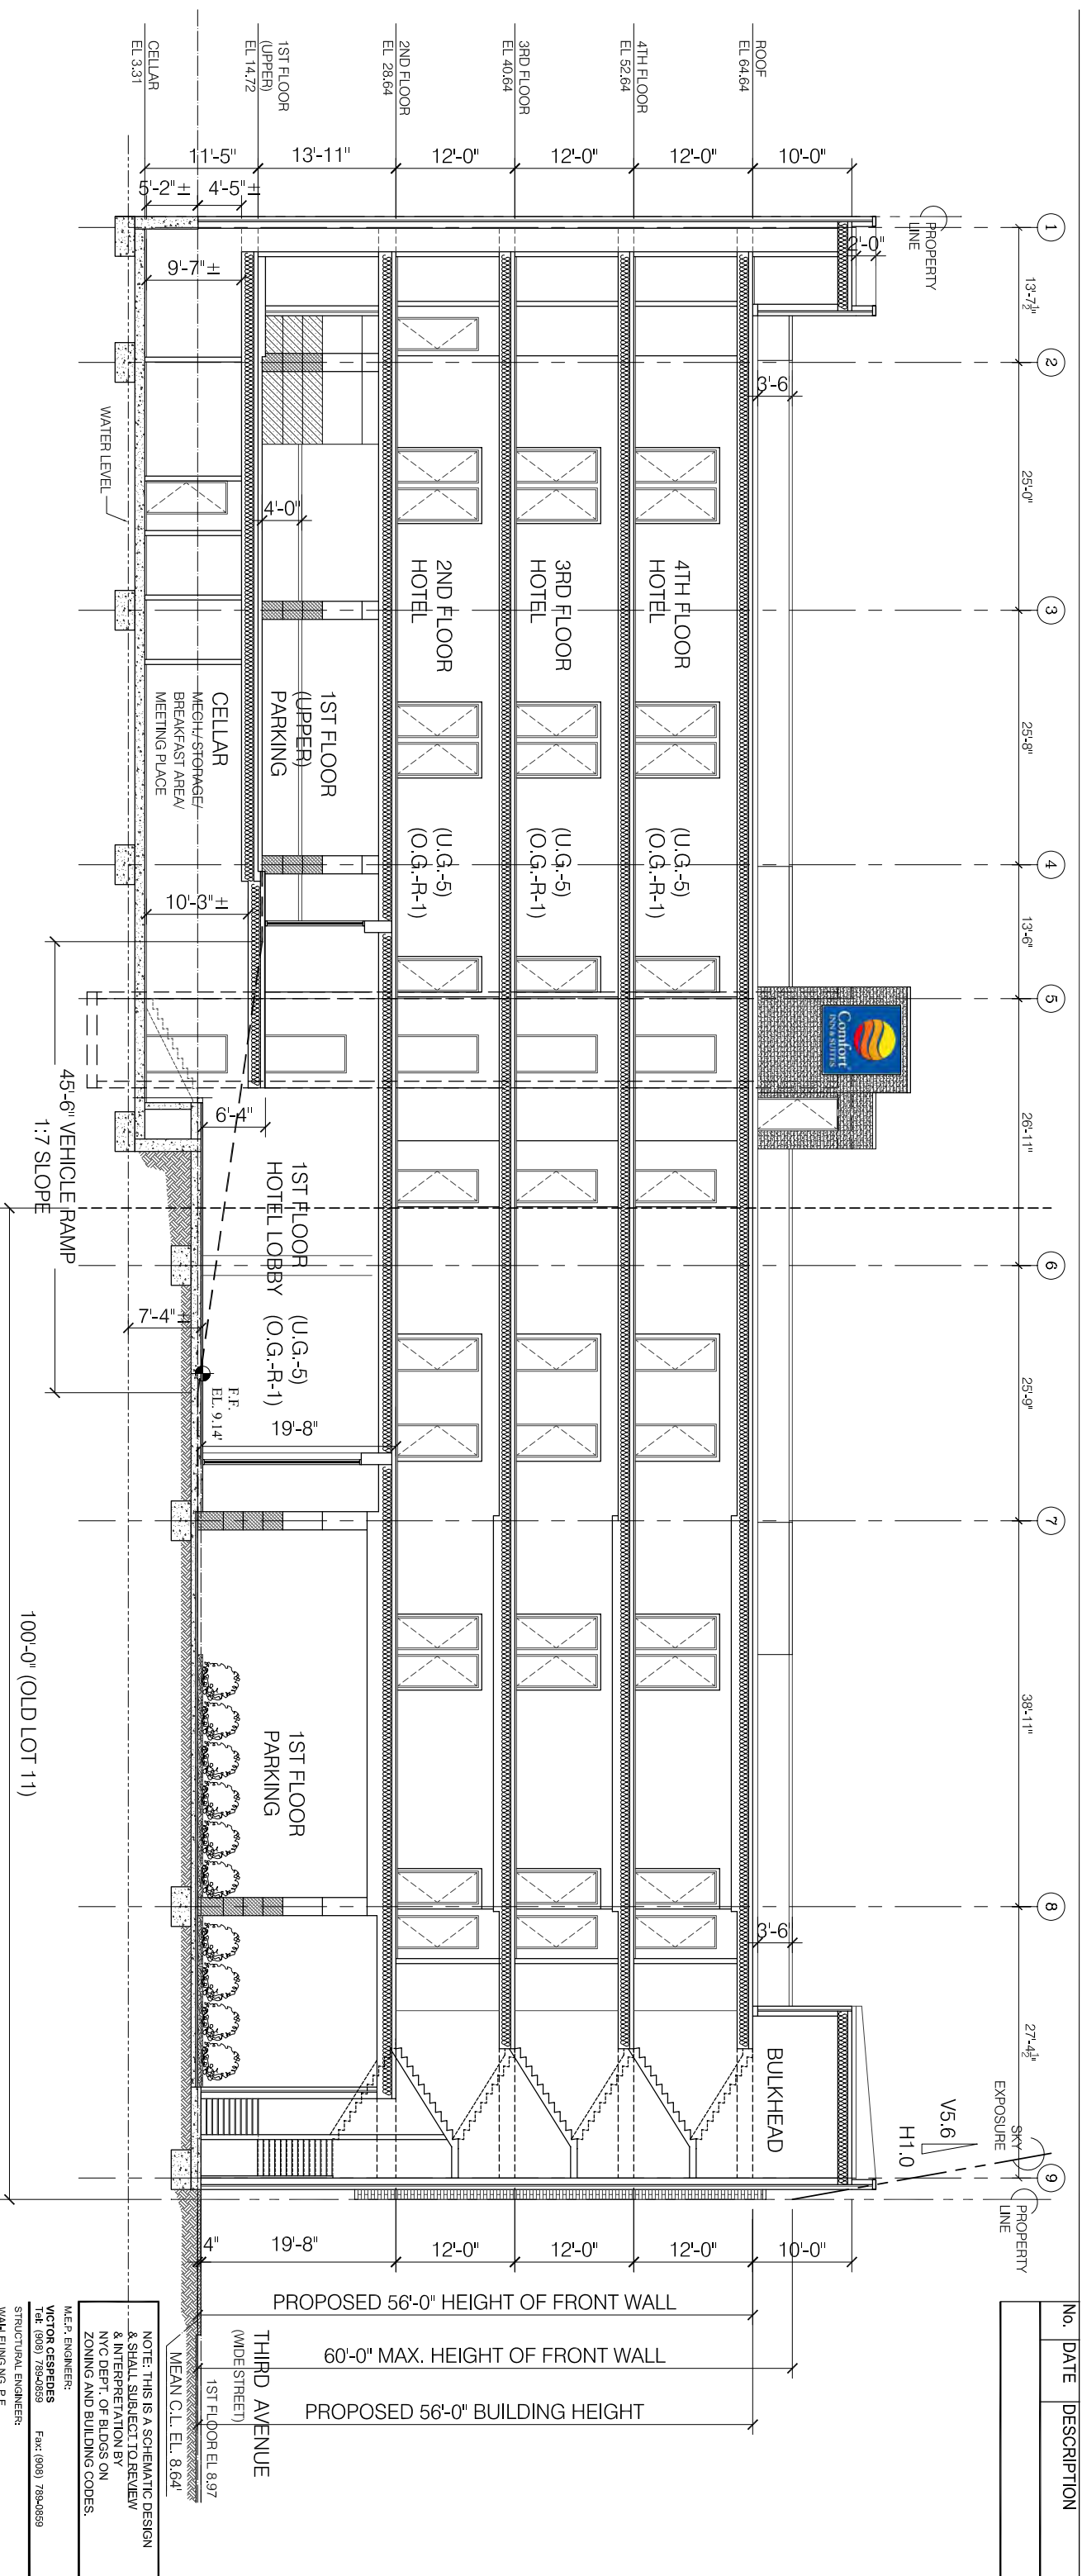 No. DATE DESCRIPTION
1
2
3
4
5
6
7
8
9
13'-7½"
25'-0"
25'-8"
13'-6"
26'-11"
25'-9"
38'-11"
27'-4½"
PROPERTY
LINE
SKY
EXPOSURE
V5.6
H1.0
PROPERTY
LINE
2'-0"
3'-6
3'-6
Comfort
INN & SUITES
BULKHEAD
ROOF
EL 64.64
4TH FLOOR
EL 52.64
3RD FLOOR
EL 40.64
2ND FLOOR
EL 28.64
1ST FLOOR
(UPPER)
EL 14.72
CELLAR
EL 3.31
10'-0"
12'-0"
12'-0"
12'-0"
13'-11"
11'-5"
4'-5"±
5'-2"±
9'-7"±
4TH FLOOR
HOTEL
(U.G.-5)
(O.G.-R-1)
3RD FLOOR
HOTEL
(U.G.-5)
(O.G.-R-1)
2ND FLOOR
HOTEL
(U.G.-5)
(O.G.-R-1)
4'-0"
1ST FLOOR
(UPPER)
PARKING
CELLAR
MECH./STORAGE/
BREAKFAST AREA/
MEETING PLACE
10'-3"±
6'-4"
1ST FLOOR
HOTEL LOBBY
(U.G.-5)
(O.G.-R-1)
19'-8"
F.F.
EL. 9.14'
7'-4"±
1ST FLOOR
PARKING
WATER LEVEL
45'-6" VEHICLE RAMP
1:7 SLOPE
100'-0" (OLD LOT 11)
10'-0"
12'-0"
12'-0"
12'-0"
19'-8"
4"
PROPOSED 56'-0" HEIGHT OF FRONT WALL
60'-0" MAX. HEIGHT OF FRONT WALL
PROPOSED 56'-0" BUILDING HEIGHT
THIRD AVENUE
(WIDE STREET)
1ST FLOOR EL 8.97
MEAN C.L. EL. 8.64'
NOTE: THIS IS A SCHEMATIC DESIGN
& SHALL SUBJECT TO REVIEW
& INTERPRETATION BY
NYC DEPT. OF BLDGS ON
ZONING AND BUILDING CODES.
M.E.P. ENGINEER:
VICTOR CESPEDES
Tel: (908) 789-0859 Fax: (908) 789-0859
STRUCTURAL ENGINEER: